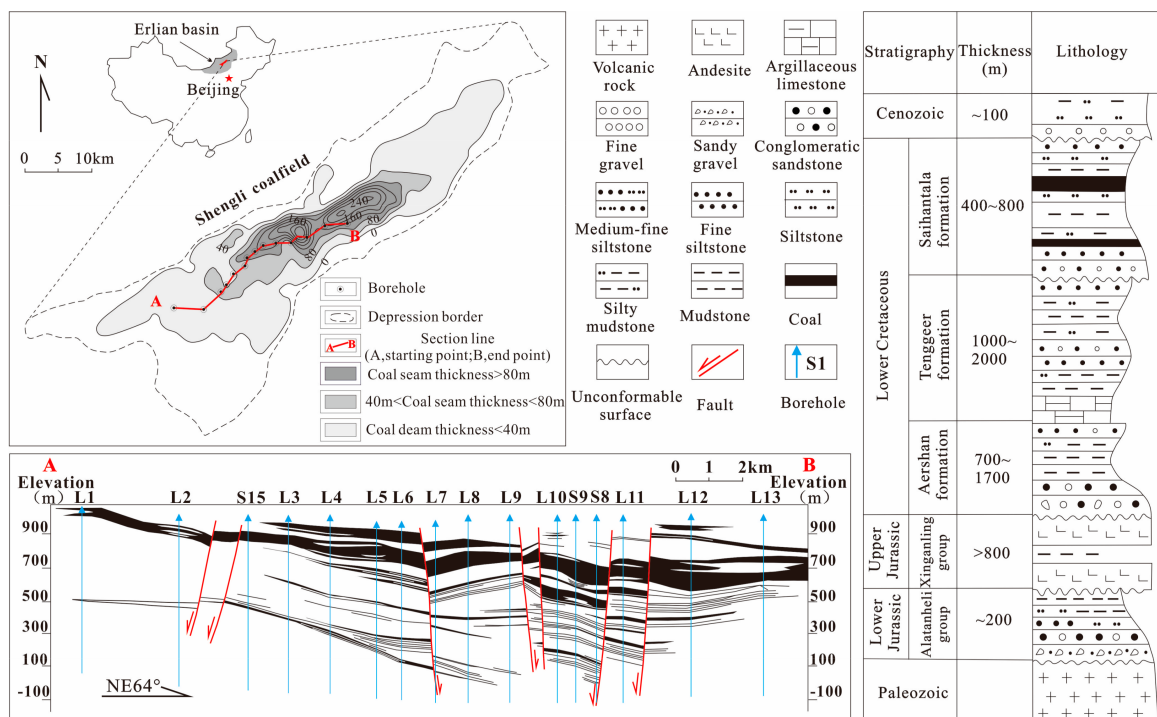 Erlian basin
N
Beijing
0 5 10km
Shengli coalfield
240
160
160
80
40
80
0
0
A
B
Borehole
Depression border
A B Section line
(A,starting point;B,end point)
Coal seam thickness>80m
40m<Coal seam thickness<80m
Coal deam thickness<40m
Volcanic
rock
Andesite
Argillaceous
limestone
Fine
gravel
Sandy
gravel
Conglomeratic
sandstone
Medium-fine
siltstone
Fine
siltstone
Siltstone
Silty
mudstone
Mudstone
Coal
Unconformable
surface
Fault
S1
Borehole
Stratigraphy
Thickness
(m)
Lithology
Cenozoic
~100
Lower Cretaceous
Saihantala
formation
400~800
Tenggeer
formation
1000~
2000
Aershan
formation
700~
1700
Upper
Jurassic
Xinganling
group
>800
Lower
Jurassic
Alatanheli
group
~200
Paleozoic
A
B
0 1 2km
Elevation
(m)
L1 L2 S15 L3 L4 L5 L6 L7 L8 L9 L10 S9 S8 L11 L12 L13
Elevation
(m)
900
700
500
300
100
-100
900
700
500
300
100
-100
NE64°